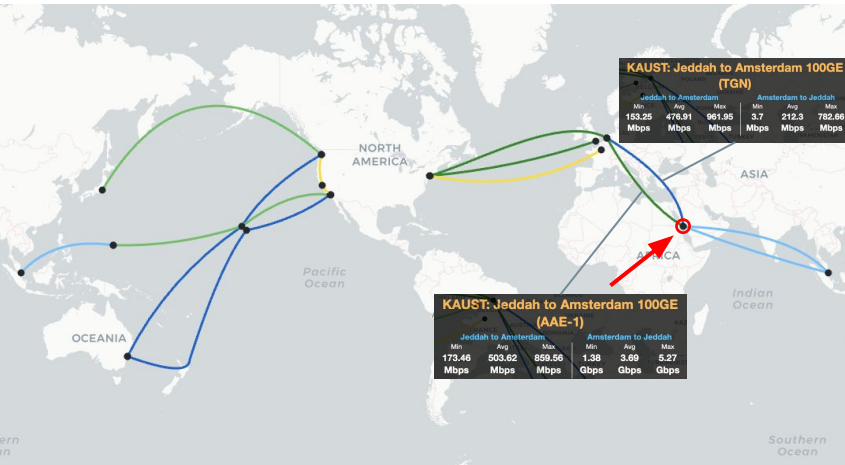 NORTH
AMERICA
ASIA
AFRICA
Pacific
Ocean
Indian
Ocean
OCEANIA
Southern
Ocean
ern
an
KAUST: Jeddah to Amsterdam 100GE
(TGN)
Jeddah to Amsterdam Amsterdam to Jeddah
Min Avg Max Min Avg Max
153.25 476.91 961.95 3.7 212.3 782.66
Mbps Mbps Mbps Mbps Mbps Mbps
KAUST: Jeddah to Amsterdam 100GE
(AAE-1)
Jeddah to Amsterdam Amsterdam to Jeddah
Min Avg Max Min Avg Max
173.46 503.62 859.56 1.38 3.69 5.27
Mbps Mbps Mbps Gbps Gbps Gbps